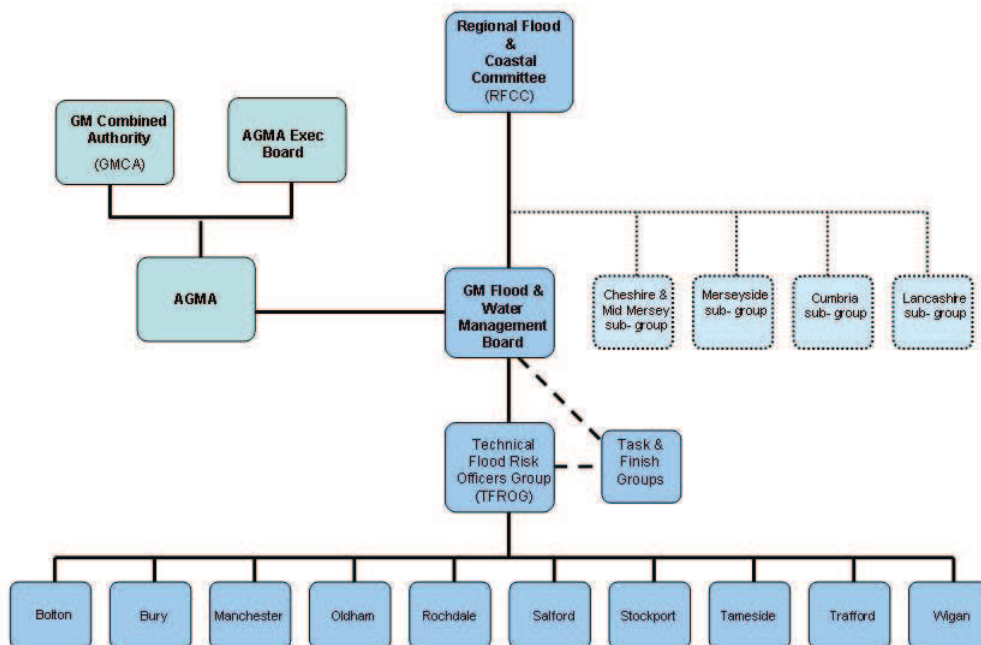 Regional Flood
&
Coastal
Committee
(RFCC)
GM Combined
Authority
(GMCA)
AGMA Exec
Board
AGMA
GM Flood &
Water
Management
Board
Cheshire &
Mid Mersey
sub- group
Merseyside
sub- group
Cumbria
sub- group
Lancashire
sub- group
Technical
Flood Risk
Officers Group
(TFROG)
Task &
Finish
Groups
Bolton
Bury
Manchester
Oldham
Rochdale
Salford
Stockport
Tameside
Trafford
Wigan